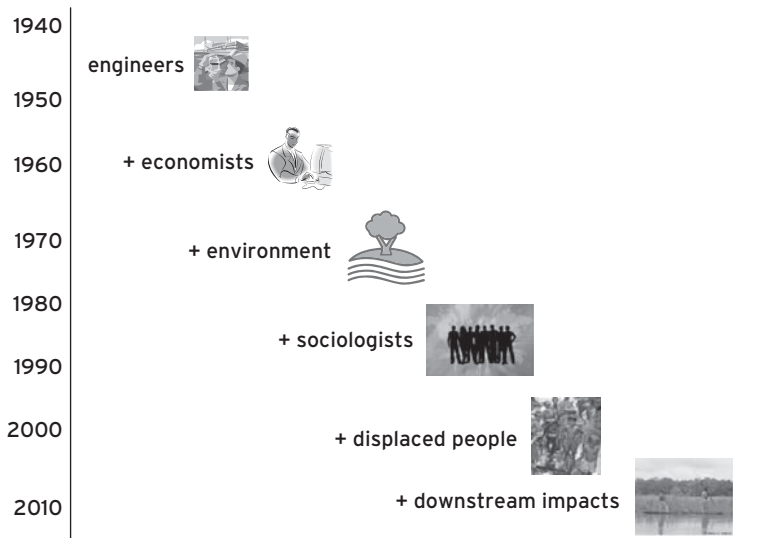 1940
engineers
1950
+ economists
1960
1970
+ environment
1980
+ sociologists
1990
2000
+ displaced people
+ downstream impacts
2010